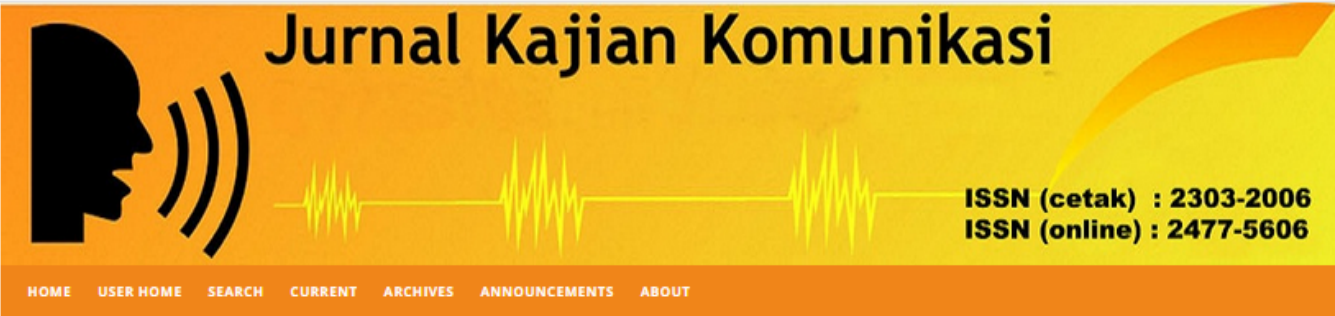 Jurnal Kajian Komunikasi
ISSN (cetak) : 2303-2006
ISSN (online) : 2477-5606
HOME USER HOME SEARCH CURRENT ARCHIVES ANNOUNCEMENTS ABOUT